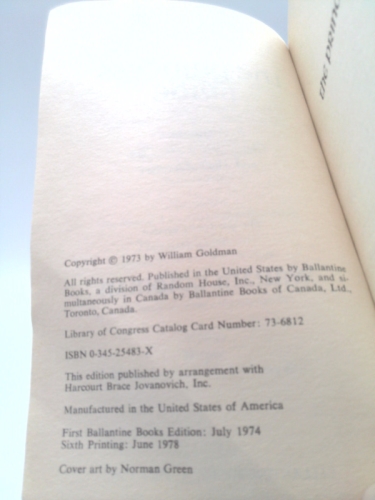 Copyright © 1973 by William Goldman
All rights reserved. Published in the United States by Ballantine
Books, a division of Random House, Inc., New York, and si-
multaneously in Canada by Ballantine Books of Canada, Ltd.,
Toronto, Canada.
Library of Congress Catalog Card Number: 73-6812
ISBN 0-345-25483-X
This edition published by arrangement with
Harcourt Brace Jovanovich, Inc.
Manufactured in the United States of America
First Ballantine Books Edition: July 1974
Sixth Printing: June 1978
Cover art by Norman Green
the